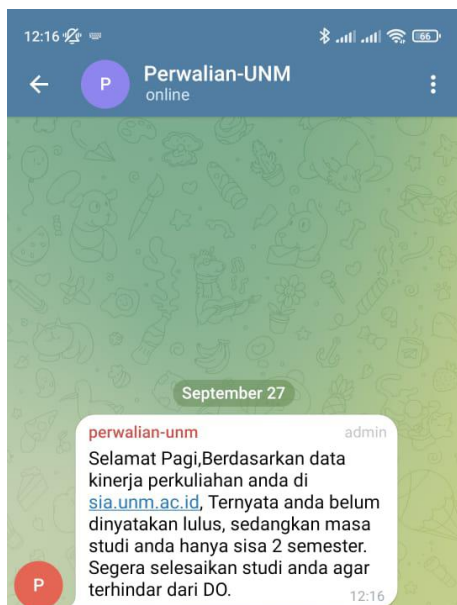 12:16
66
P
Perwalian-UNM
online
September 27
perwalian-unm admin
Selamat Pagi,Berdasarkan data
kinerja perkuliahan anda di
sia.unm.ac.id, Ternyata anda belum
dinyatakan lulus, sedangkan masa
studi anda hanya sisa 2 semester.
Segera selesaikan studi anda agar
terhindar dari DO.
12:16
P